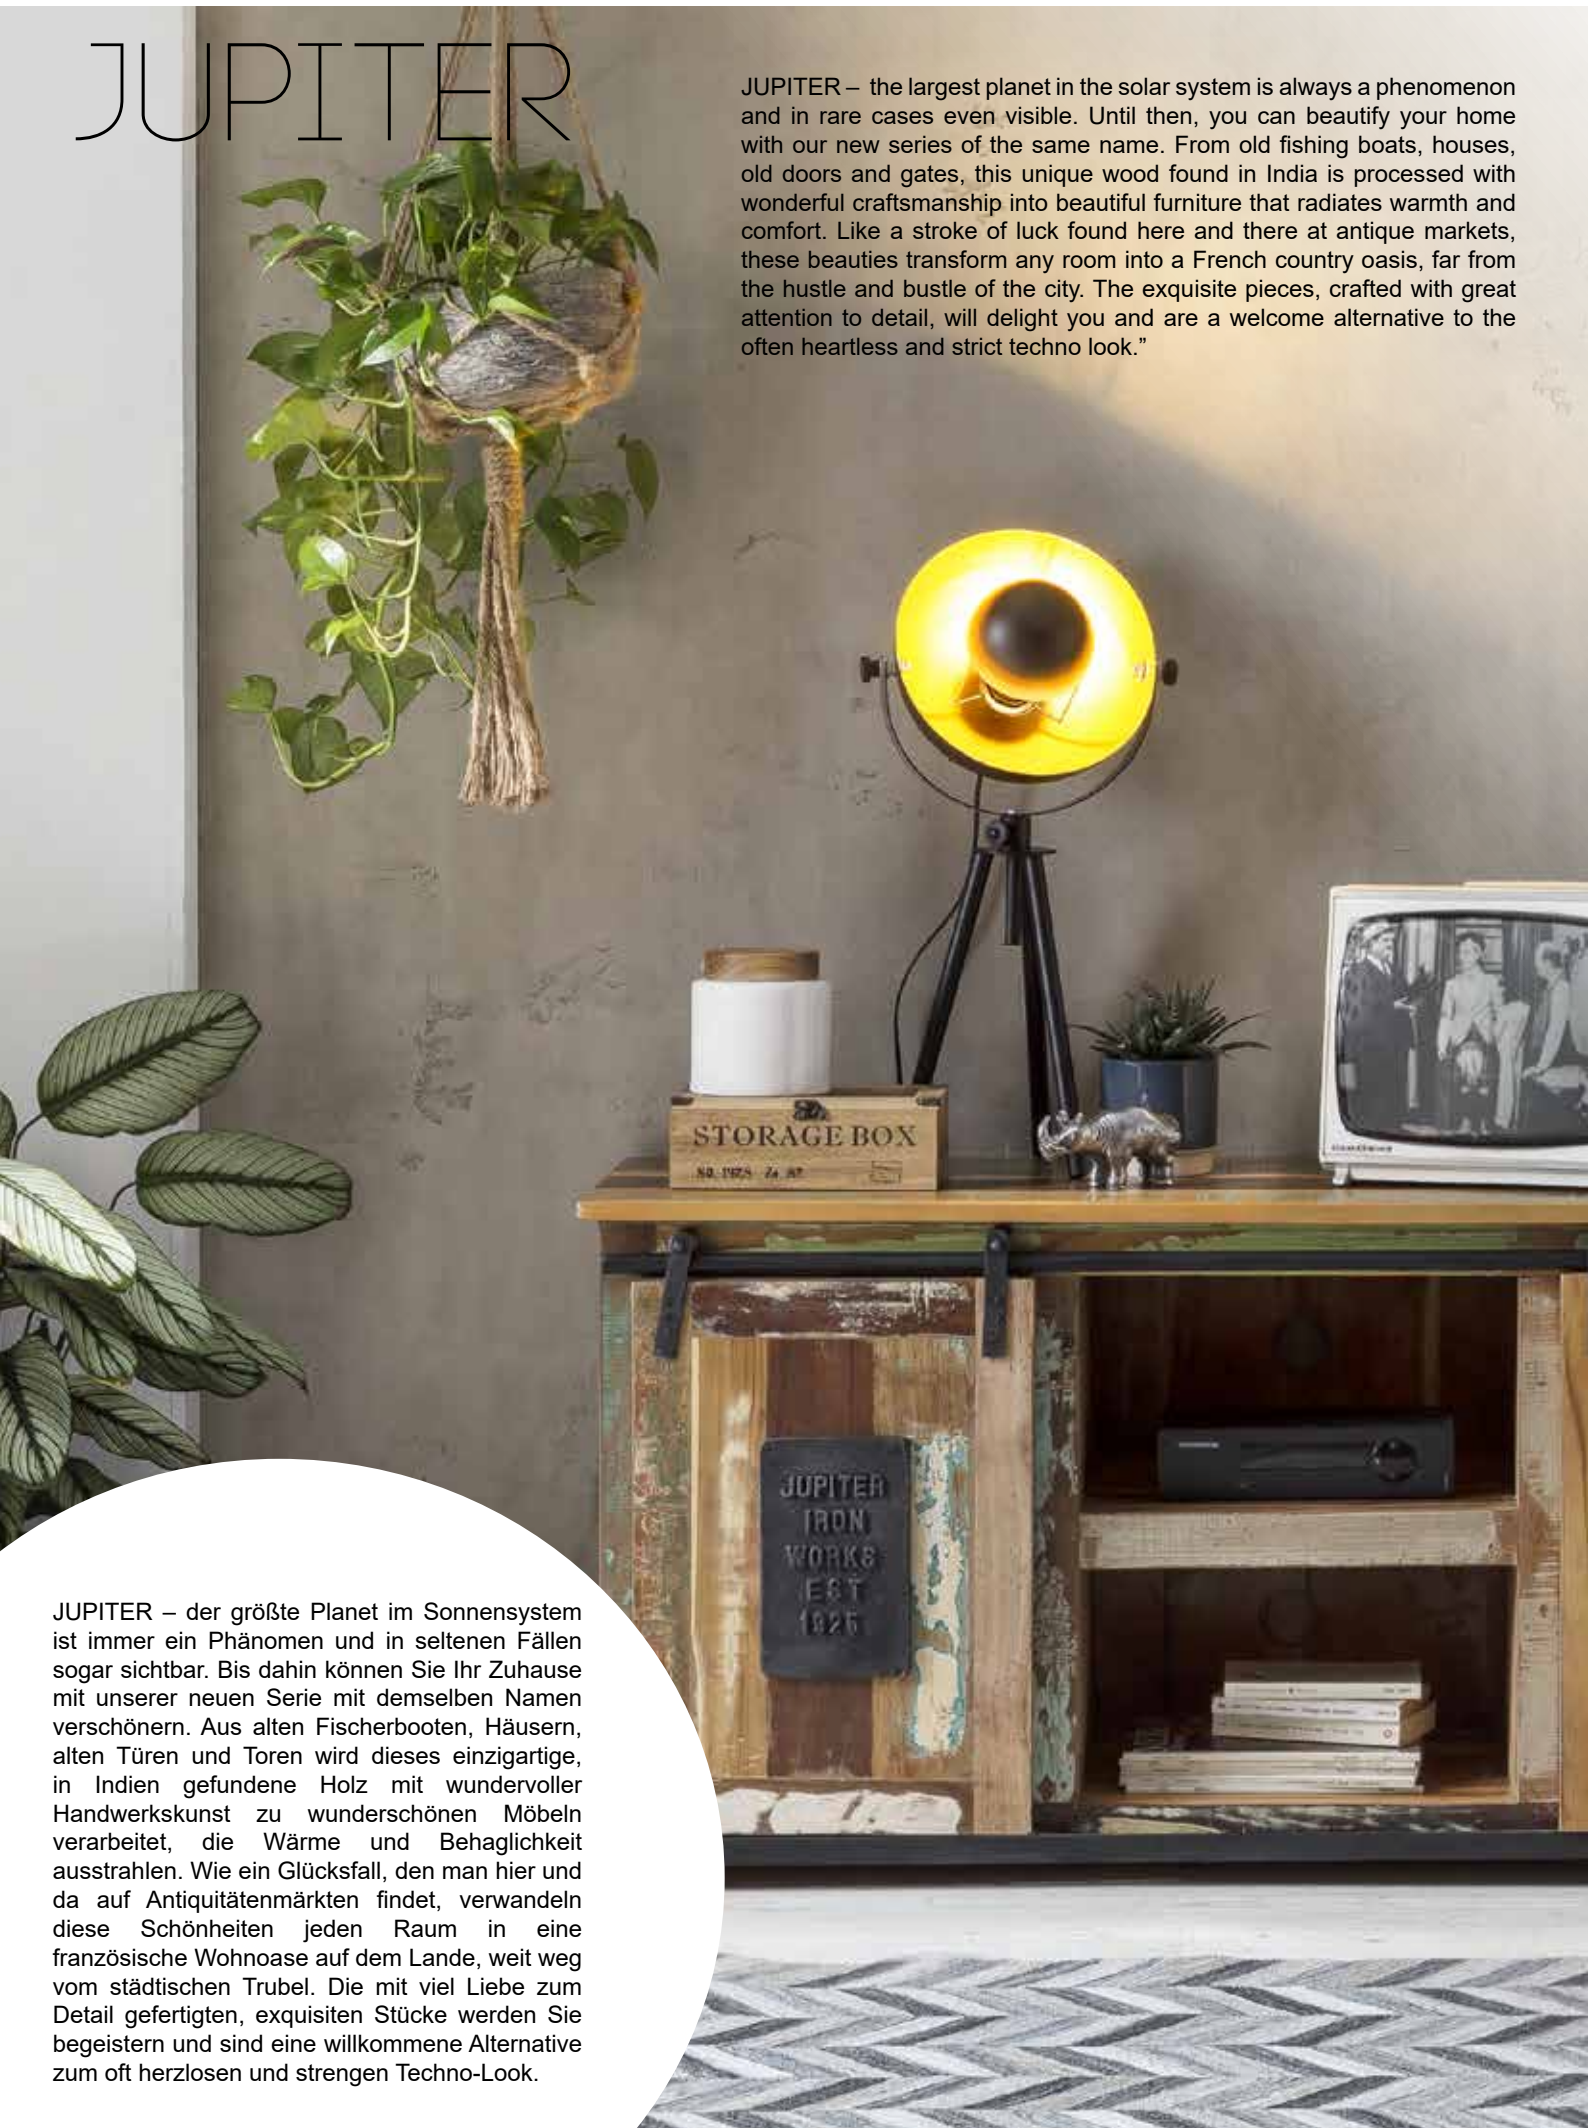 JUPITER
JUPITER – the largest planet in the solar system is always a phenomenon
and in rare cases even visible. Until then, you can beautify your home
with our new series of the same name. From old fishing boats, houses,
old doors and gates, this unique wood found in India is processed with
wonderful craftsmanship into beautiful furniture that radiates warmth and
comfort. Like a stroke of luck found here and there at antique markets,
these beauties transform any room into a French country oasis, far from
the hustle and bustle of the city. The exquisite pieces, crafted with great
attention to detail, will delight you and are a welcome alternative to the
often heartless and strict techno look.”
STORAGE BOX
JUPITER
IRON
WORKS
EST
JUPITER – der größte Planet im Sonnensystem
ist immer ein Phänomen und in seltenen Fällen
sogar sichtbar. Bis dahin können Sie Ihr Zuhause
mit unserer neuen Serie mit demselben Namen
verschönern. Aus alten Fischerbooten, Häusern,
alten Türen und Toren wird dieses einzigartige,
in Indien gefundene Holz mit wundervoller
Handwerkskunst zu wunderschönen Möbeln
verarbeitet, die Wärme und Behaglichkeit
ausstrahlen. Wie ein Glücksfall, den man hier und
da auf Antiquitätenmärkten findet, verwandeln
diese Schönheiten jeden Raum in eine
französische Wohnoase auf dem Lande, weit weg
vom städtischen Trubel. Die mit viel Liebe zum
Detail gefertigten, exquisiten Stücke werden Sie
begeistern und sind eine willkommene Alternative
zum oft herzlosen und strengen Techno-Look.